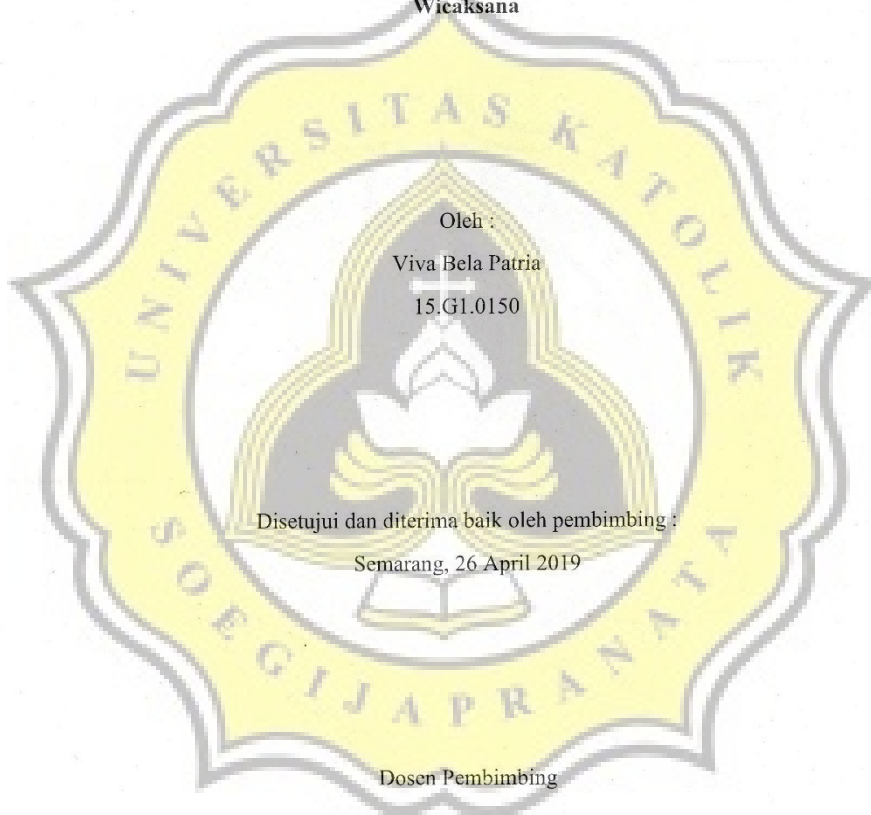 Wicaksana
UNIVERSITAS KATOLIK
Oleh :
Viva Bela Patria
15.G1.0150
Disetujui dan diterima baik oleh pembimbing :
Semarang, 26 April 2019
SOEGIJAPRANATA
Dosen Pembimbing